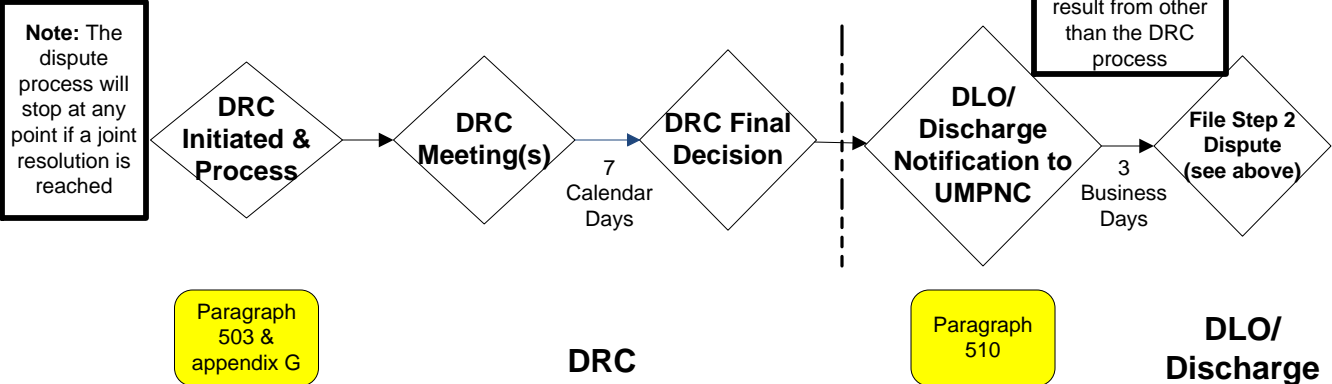 result from other
than the DRC
process
Note: The
dispute
process will
stop at any
point if a joint
resolution is
reached
DRC
Initiated &
Process
DRC
Meeting(s)
7
Calendar
Days
DRC Final
Decision
DLO/
Discharge
Notification to
UMPNC
3
Business
Days
File Step 2
Dispute
(see above)
Paragraph
503 &
appendix G
DRC
Paragraph
510
DLO/
Discharge